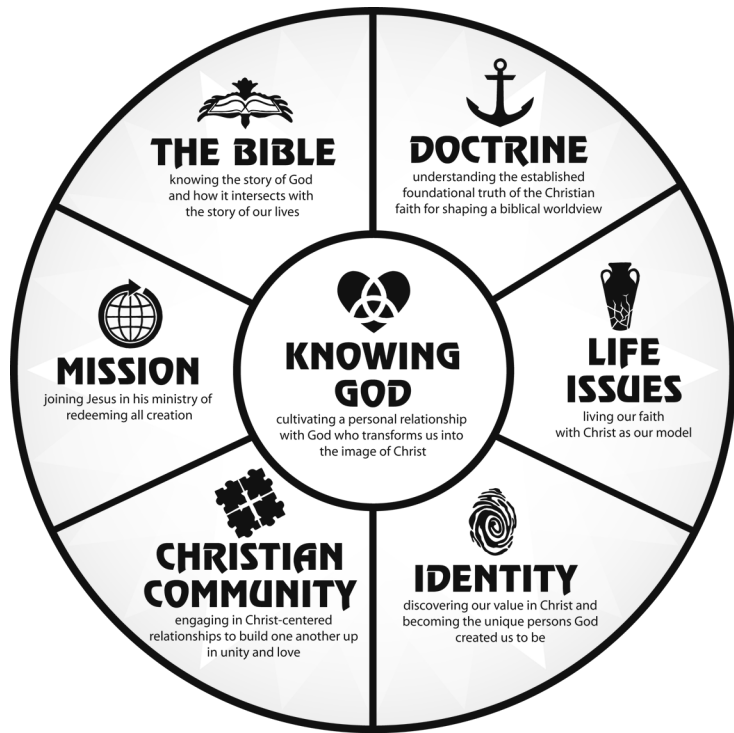 THE BIBLE
knowing the story of God
and how it intersects with
the story of our lives
DOCTRINE
understanding the established
foundational truth of the Christian
faith for shaping a biblical worldview
MISSION
joining Jesus in his ministry of
redeeming all creation
KNOWING
GOD
cultivating a personal relationship
with God who transforms us into
the image of Christ
LIFE
ISSUES
living our faith
with Christ as our model
CHRISTIAN
COMMUNITY
engaging in Christ-centered
relationships to build one another up
in unity and love
IDENTITY
discovering our value in Christ and
becoming the unique persons God
created us to be